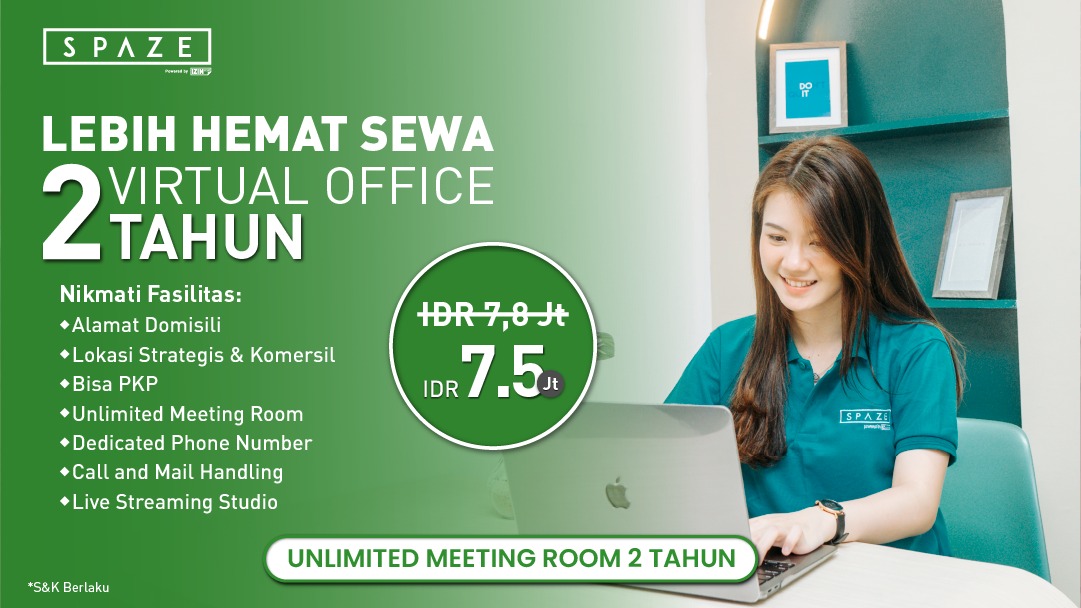 SPAZE
Powered by IZIK
LEBIH HEMAT SEWA
2 VIRTUAL OFFICE
TAHUN
Nikmati Fasilitas:
Alamat Domisili
Lokasi Strategis & Komersil
Bisa PKP
Unlimited Meeting Room
Dedicated Phone Number
Call and Mail Handling
Live Streaming Studio
IDR 7,8 Jt
IDR 7.5 Jt
UNLIMITED MEETING ROOM 2 TAHUN
*S&K Berlaku
DO
IT
SPAZE